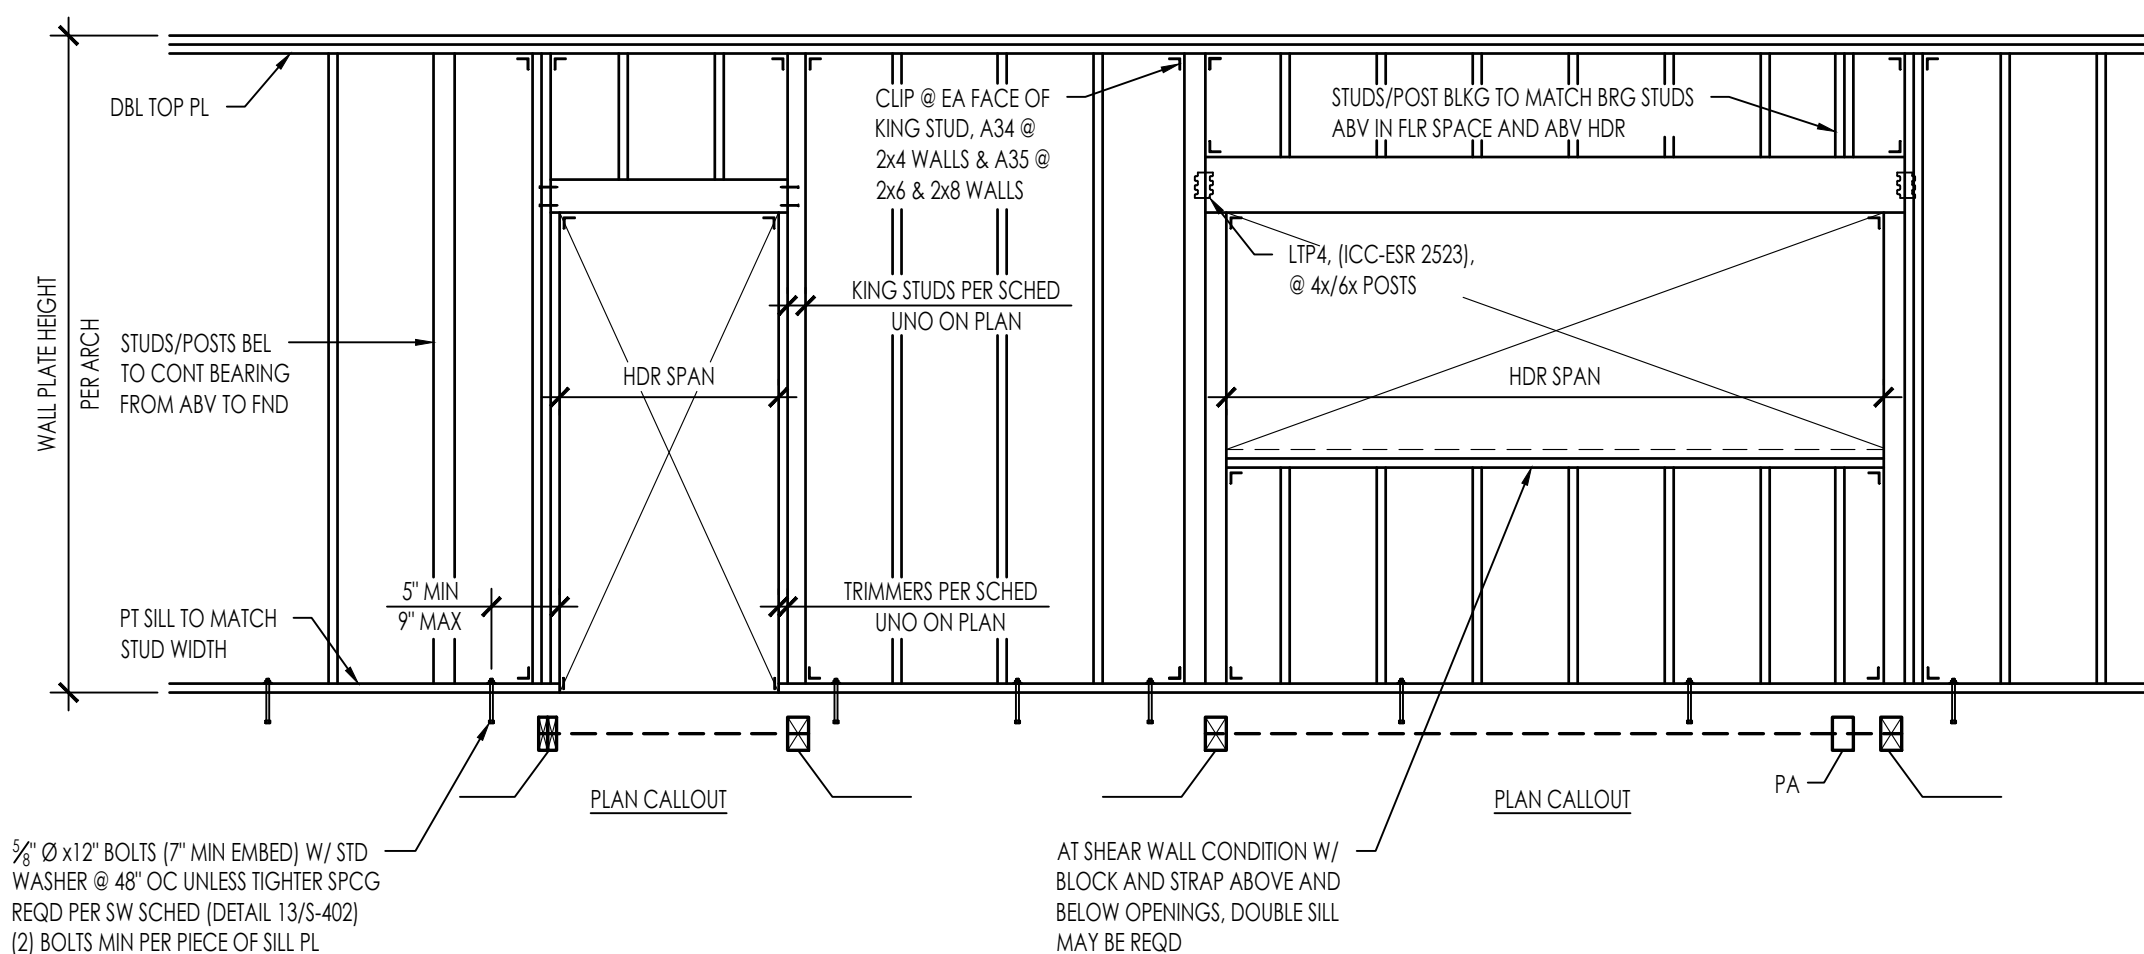 DBL TOP PL
CLIP @ EA FACE OF
KING STUD, A34 @
2x4 WALLS & A35 @
2x6 & 2x8 WALLS
STUDS/POST BLKG TO MATCH BRG STUDS
ABV IN FLR SPACE AND ABV HDR
LTP4, (ICC-ESR 2523),
@ 4x/6x POSTS
WALL PLATE HEIGHT
PER ARCH
STUDS/POSTS BEL
TO CONT BEARING
FROM ABV TO FND
KING STUDS PER SCHED
UNO ON PLAN
HDR SPAN
HDR SPAN
5" MIN
9" MAX
TRIMMERS PER SCHED
UNO ON PLAN
PT SILL TO MATCH
STUD WIDTH
PLAN CALLOUT
PLAN CALLOUT
PA
⅝" Ø x12" BOLTS (7" MIN EMBED) W/ STD
WASHER @ 48" OC UNLESS TIGHTER SPCG
REQD PER SW SCHED (DETAIL 13/S-402)
(2) BOLTS MIN PER PIECE OF SILL PL
AT SHEAR WALL CONDITION W/
BLOCK AND STRAP ABOVE AND
BELOW OPENINGS, DOUBLE SILL
MAY BE REQD